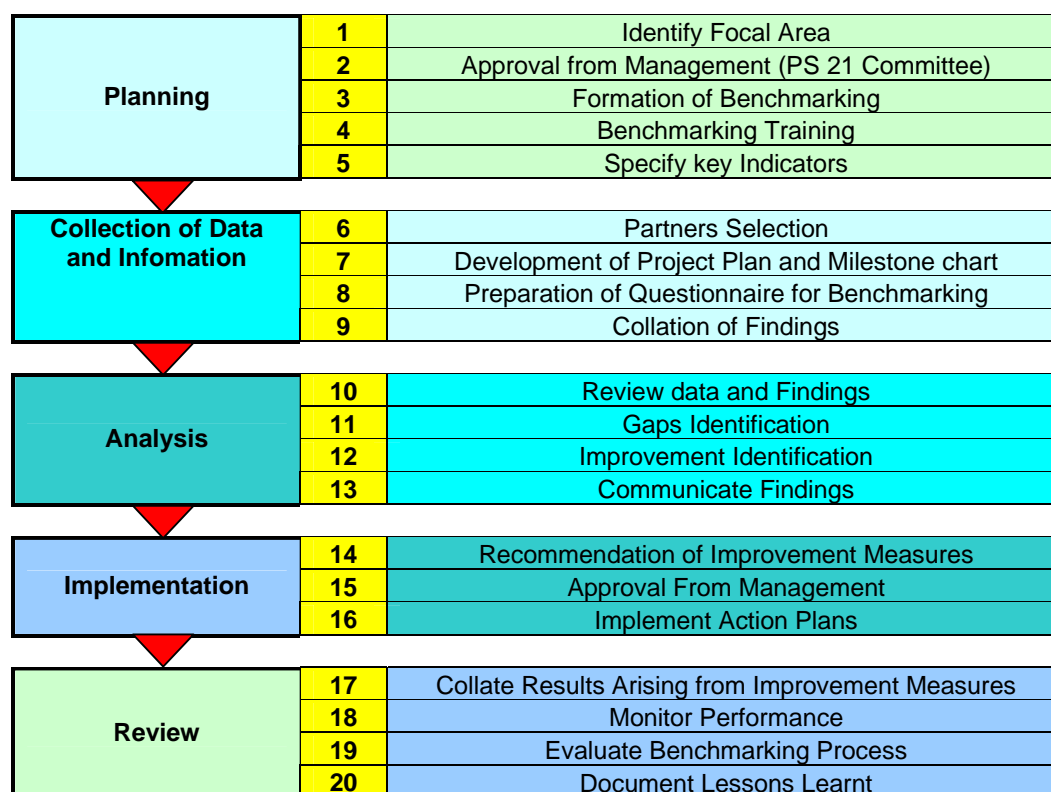 Planning
1 Identify Focal Area
2 Approval from Management (PS 21 Committee)
3 Formation of Benchmarking
4 Benchmarking Training
5 Specify key Indicators
Collection of Data
and Infomation
6 Partners Selection
7 Development of Project Plan and Milestone chart
8 Preparation of Questionnaire for Benchmarking
9 Collation of Findings
Analysis
10 Review data and Findings
11 Gaps Identification
12 Improvement Identification
13 Communicate Findings
Implementation
14 Recommendation of Improvement Measures
15 Approval From Management
16 Implement Action Plans
Review
17 Collate Results Arising from Improvement Measures
18 Monitor Performance
19 Evaluate Benchmarking Process
20 Document Lessons Learnt